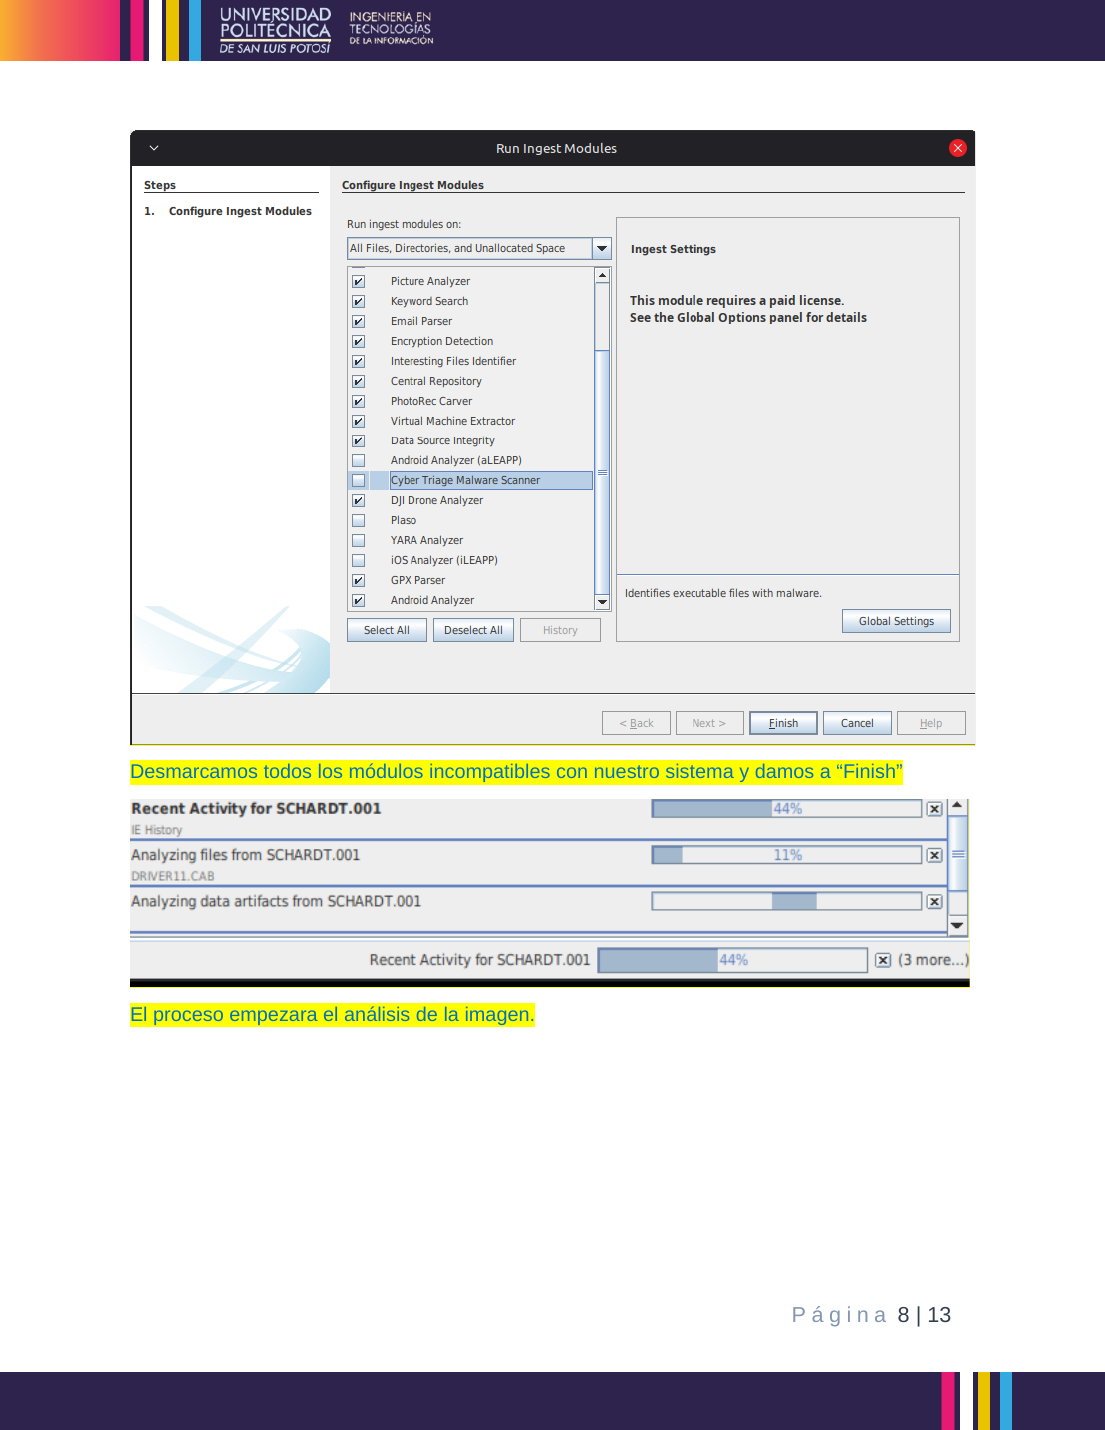 UNIVERSIDAD
POLITÉCNICA
DE SAN LUIS POTOSÍ
INGENIERÍA EN
TECNOLOGÍAS
DE LA INFORMACIÓN
Run Ingest Modules
Steps
1. Configure Ingest Modules
Configure Ingest Modules
Run ingest modules on:
All Files, Directories, and Unallocated Space
Picture Analyzer
Keyword Search
Email Parser
Encryption Detection
Interesting Files Identifier
Central Repository
PhotoRec Carver
Virtual Machine Extractor
Data Source Integrity
Android Analyzer (aLEAPP)
Cyber Triage Malware Scanner
DJI Drone Analyzer
Plaso
YARA Analyzer
iOS Analyzer (iLEAPP)
GPX Parser
Android Analyzer
Select All
Deselect All
History
Ingest Settings
This module requires a paid license.
See the Global Options panel for details
Identifies executable files with malware.
Global Settings
< Back
Next >
Finish
Cancel
Help
Desmarcamos todos los módulos incompatibles con nuestro sistema y damos a “Finish”
Recent Activity for SCHARDT.001 44%
IE History
Analyzing files from SCHARDT.001 11%
DRIVER11.CAB
Analyzing data artifacts from SCHARDT.001
Recent Activity for SCHARDT.001 44% (3 more...)
El proceso empezara el análisis de la imagen.
Página 8 | 13